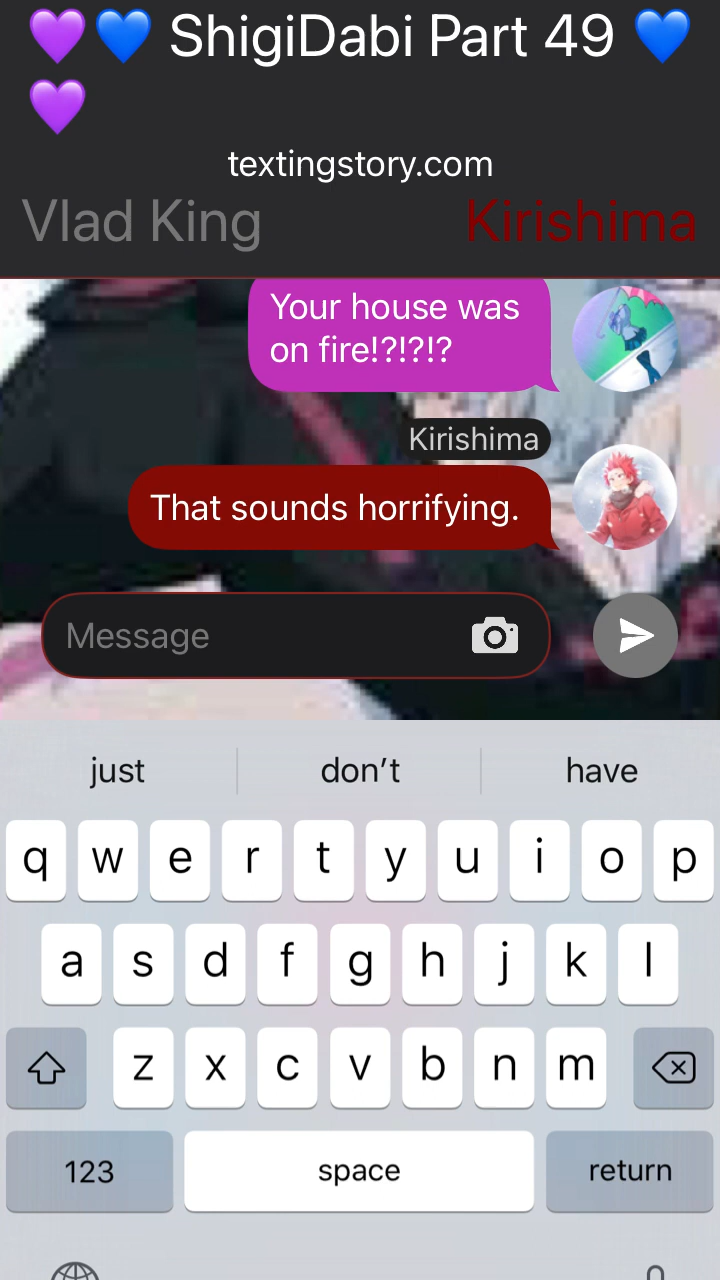 💜💙 ShigiDabi Part 49 💙
💜
textingstory.com
Vlad King Kirishima
Your house was
on fire!?!?!?
Kirishima
That sounds horrifying.
Message
just don’t have
q w e r t y u i o p
a s d f g h j k l
z x c v b n m
123 space return